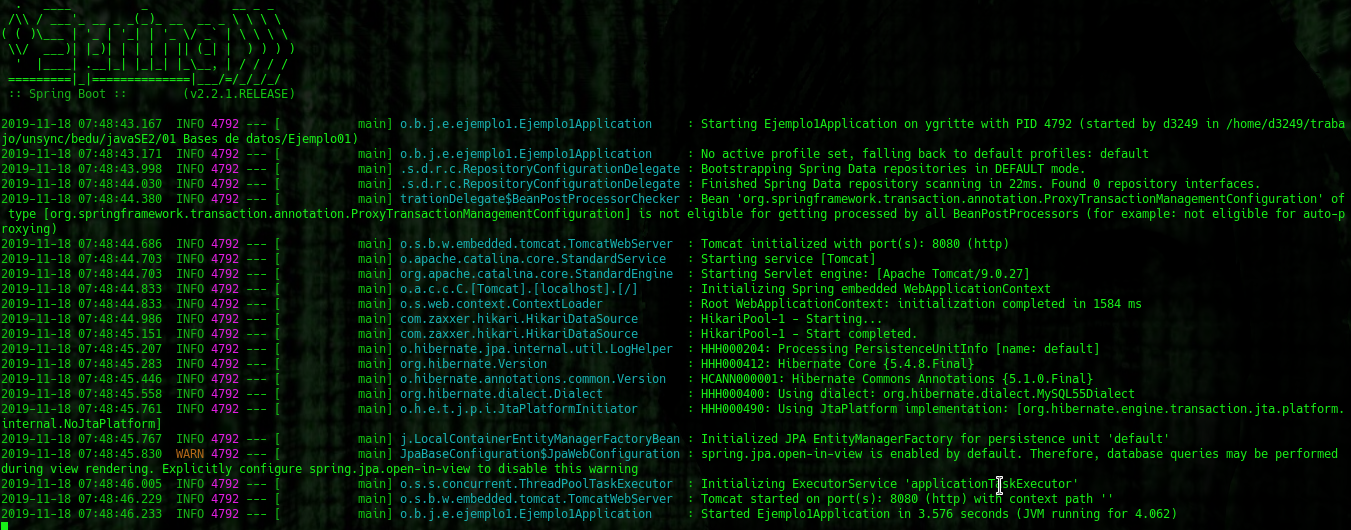 :: Spring Boot ::        (v2.2.1.RELEASE)
2019-11-18 07:48:43.167  INFO 4792 --- [           main] o.b.j.e.ejemplo1.Ejemplo1Application     : Starting Ejemplo1Application on ygritte with PID 4792 (started by d3249 in /home/d3249/traba
jo/unsync/bedu/javaSE2/01 Bases de datos/Ejemplo01)
2019-11-18 07:48:43.171  INFO 4792 --- [           main] o.b.j.e.ejemplo1.Ejemplo1Application     : No active profile set, falling back to default profiles: default
2019-11-18 07:48:43.998  INFO 4792 --- [           main] .s.d.r.c.RepositoryConfigurationDelegate : Bootstrapping Spring Data repositories in DEFAULT mode.
2019-11-18 07:48:44.030  INFO 4792 --- [           main] .s.d.r.c.RepositoryConfigurationDelegate : Finished Spring Data repository scanning in 22ms. Found 0 repository interfaces.
2019-11-18 07:48:44.380  INFO 4792 --- [           main] trationDelegate$BeanPostProcessorChecker : Bean 'org.springframework.transaction.annotation.ProxyTransactionManagementConfiguration' of
type [org.springframework.transaction.annotation.ProxyTransactionManagementConfiguration] is not eligible for getting processed by all BeanPostProcessors (for example: not eligible for auto-p
roxying)
2019-11-18 07:48:44.686  INFO 4792 --- [           main] o.s.b.w.embedded.tomcat.TomcatWebServer  : Tomcat initialized with port(s): 8080 (http)
2019-11-18 07:48:44.703  INFO 4792 --- [           main] o.apache.catalina.core.StandardService   : Starting service [Tomcat]
2019-11-18 07:48:44.703  INFO 4792 --- [           main] org.apache.catalina.core.StandardEngine  : Starting Servlet engine: [Apache Tomcat/9.0.27]
2019-11-18 07:48:44.833  INFO 4792 --- [           main] o.a.c.c.C.[Tomcat].[localhost].[/]       : Initializing Spring embedded WebApplicationContext
2019-11-18 07:48:44.833  INFO 4792 --- [           main] o.s.web.context.ContextLoader            : Root WebApplicationContext: initialization completed in 1584 ms
2019-11-18 07:48:44.986  INFO 4792 --- [           main] com.zaxxer.hikari.HikariDataSource       : HikariPool-1 - Starting...
2019-11-18 07:48:45.151  INFO 4792 --- [           main] com.zaxxer.hikari.HikariDataSource       : HikariPool-1 - Start completed.
2019-11-18 07:48:45.207  INFO 4792 --- [           main] o.hibernate.jpa.internal.util.LogHelper  : HHH000204: Processing PersistenceUnitInfo [name: default]
2019-11-18 07:48:45.283  INFO 4792 --- [           main] org.hibernate.Version                    : HHH000412: Hibernate Core {5.4.8.Final}
2019-11-18 07:48:45.446  INFO 4792 --- [           main] o.hibernate.annotations.common.Version   : HCANN000001: Hibernate Commons Annotations {5.1.0.Final}
2019-11-18 07:48:45.558  INFO 4792 --- [           main] org.hibernate.dialect.Dialect            : HHH000400: Using dialect: org.hibernate.dialect.MySQL55Dialect
2019-11-18 07:48:45.761  INFO 4792 --- [           main] o.h.e.t.j.p.i.JtaPlatformInitiator       : HHH000490: Using JtaPlatform implementation: [org.hibernate.engine.transaction.jta.platform.
internal.NoJtaPlatform]
2019-11-18 07:48:45.767  INFO 4792 --- [           main] j.LocalContainerEntityManagerFactoryBean : Initialized JPA EntityManagerFactory for persistence unit 'default'
2019-11-18 07:48:45.830  WARN 4792 --- [           main] JpaBaseConfiguration$JpaWebConfiguration : spring.jpa.open-in-view is enabled by default. Therefore, database queries may be performed
during view rendering. Explicitly configure spring.jpa.open-in-view to disable this warning
2019-11-18 07:48:46.005  INFO 4792 --- [           main] o.s.s.concurrent.ThreadPoolTaskExecutor  : Initializing ExecutorService 'applicationTaskExecutor'
2019-11-18 07:48:46.229  INFO 4792 --- [           main] o.s.b.w.embedded.tomcat.TomcatWebServer  : Tomcat started on port(s): 8080 (http) with context path ''
2019-11-18 07:48:46.233  INFO 4792 --- [           main] o.b.j.e.ejemplo1.Ejemplo1Application     : Started Ejemplo1Application in 3.576 seconds (JVM running for 4.062)